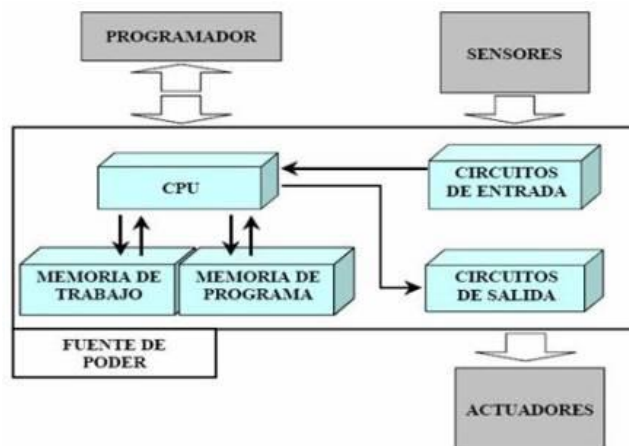 PROGRAMADOR
SENSORES
CPU
CIRCUITOS
DE ENTRADA
MEMORIA DE
TRABAJO
MEMORIA DE
PROGRAMA
CIRCUITOS
DE SALIDA
FUENTE DE
PODER
ACTUADORES